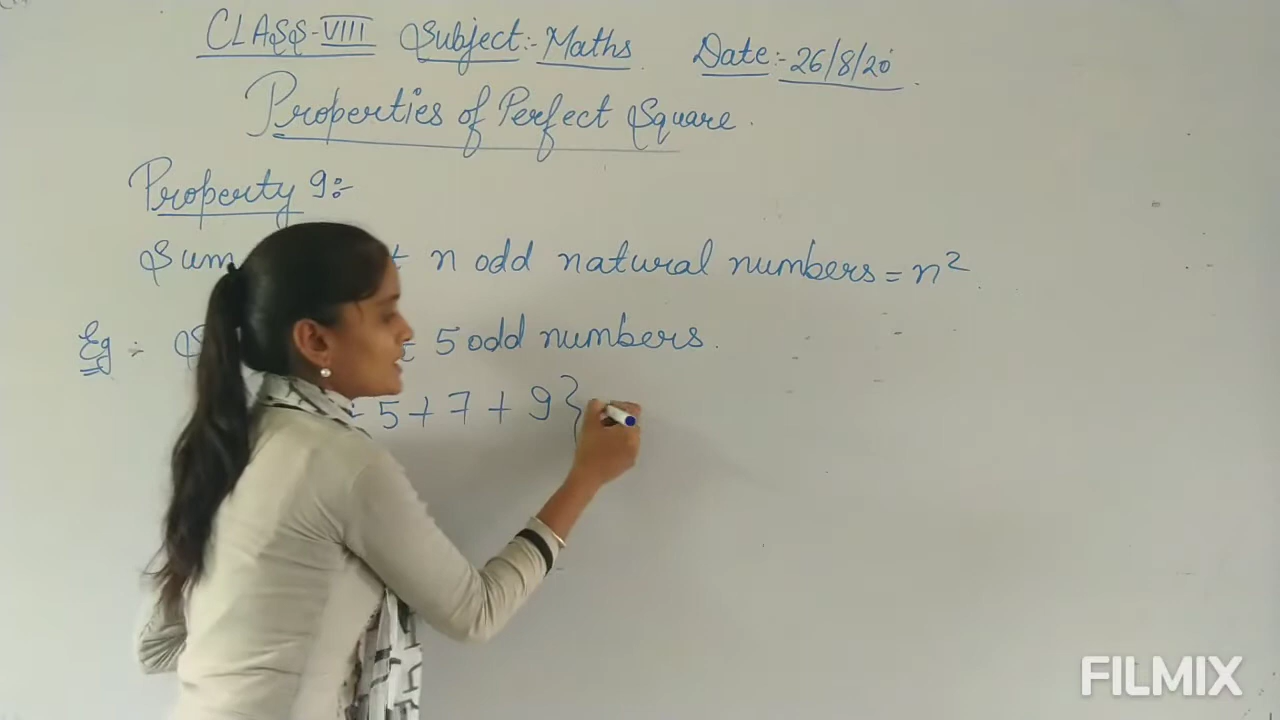 CLASS-VIII Subject:- Maths Date:- 26/8/20
Properties of Perfect Square.
Property 9:-
Sum n odd natural numbers = n²
Eg :- 5 odd numbers.
5 + 7 + 9 }
FILMIX